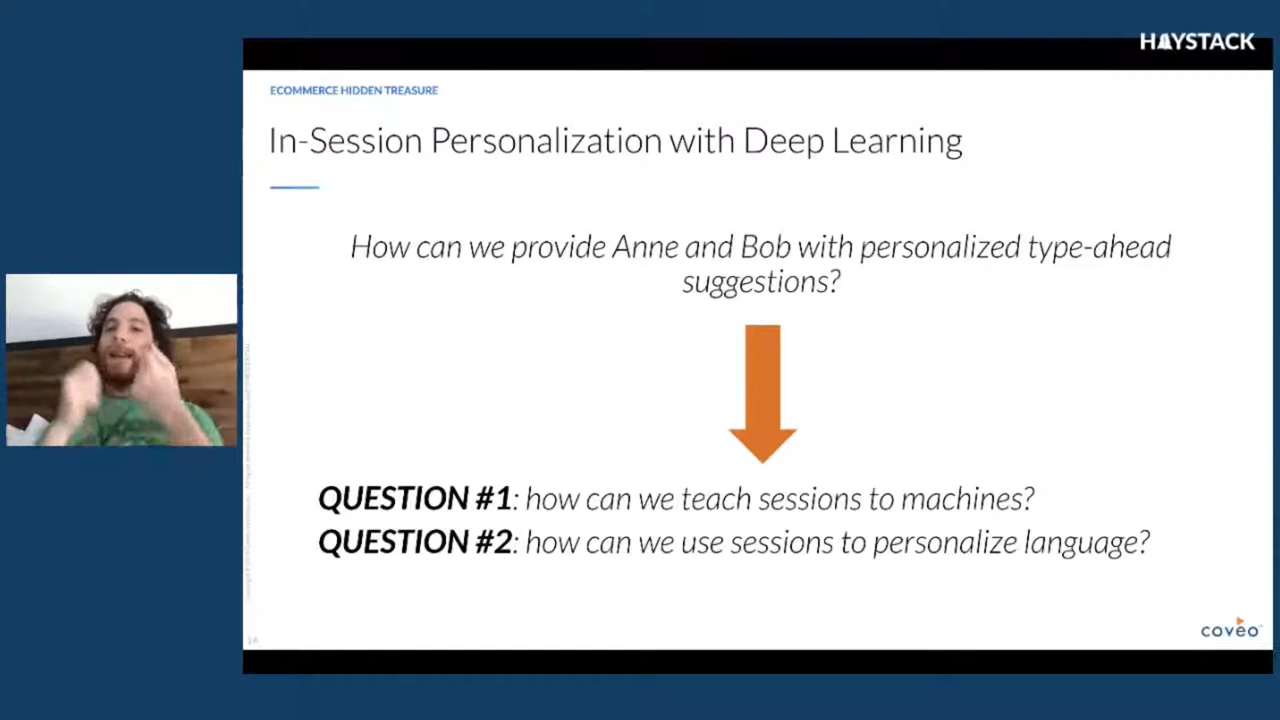 HAYSTACK
ECOMMERCE HIDDEN TREASURE
In-Session Personalization with Deep Learning
How can we provide Anne and Bob with personalized type-ahead
suggestions?
QUESTION #1: how can we teach sessions to machines?
QUESTION #2: how can we use sessions to personalize language?
coveo™